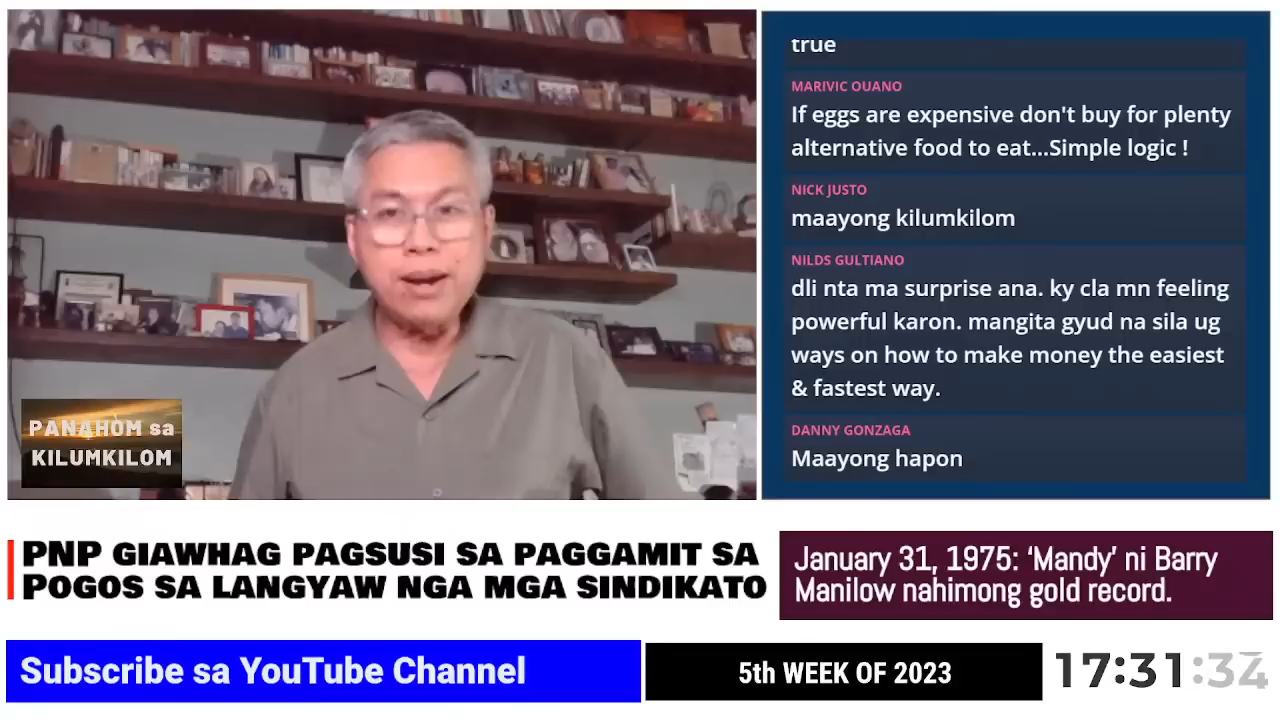 true
MARIVIC OUANO
If eggs are expensive don't buy for plenty
alternative food to eat...Simple logic !
NICK JUSTO
maayong kilumkilom
NILDS GULTIANO
dli nta ma surprise ana. ky cla mn feeling
powerful karon. mangita gyud na sila ug
ways on how to make money the easiest
& fastest way.
DANNY GONZAGA
Maayong hapon
PANAHOM sa
KILUMKILOM
PNP GIAWHAG PAGSUSI SA PAGGAMIT SA
POGOS SA LANGYAW NGA MGA SINDIKATO
January 31, 1975: ‘Mandy’ ni Barry
Manilow nahimong gold record.
Subscribe sa YouTube Channel
5th WEEK OF 2023
17:31:34